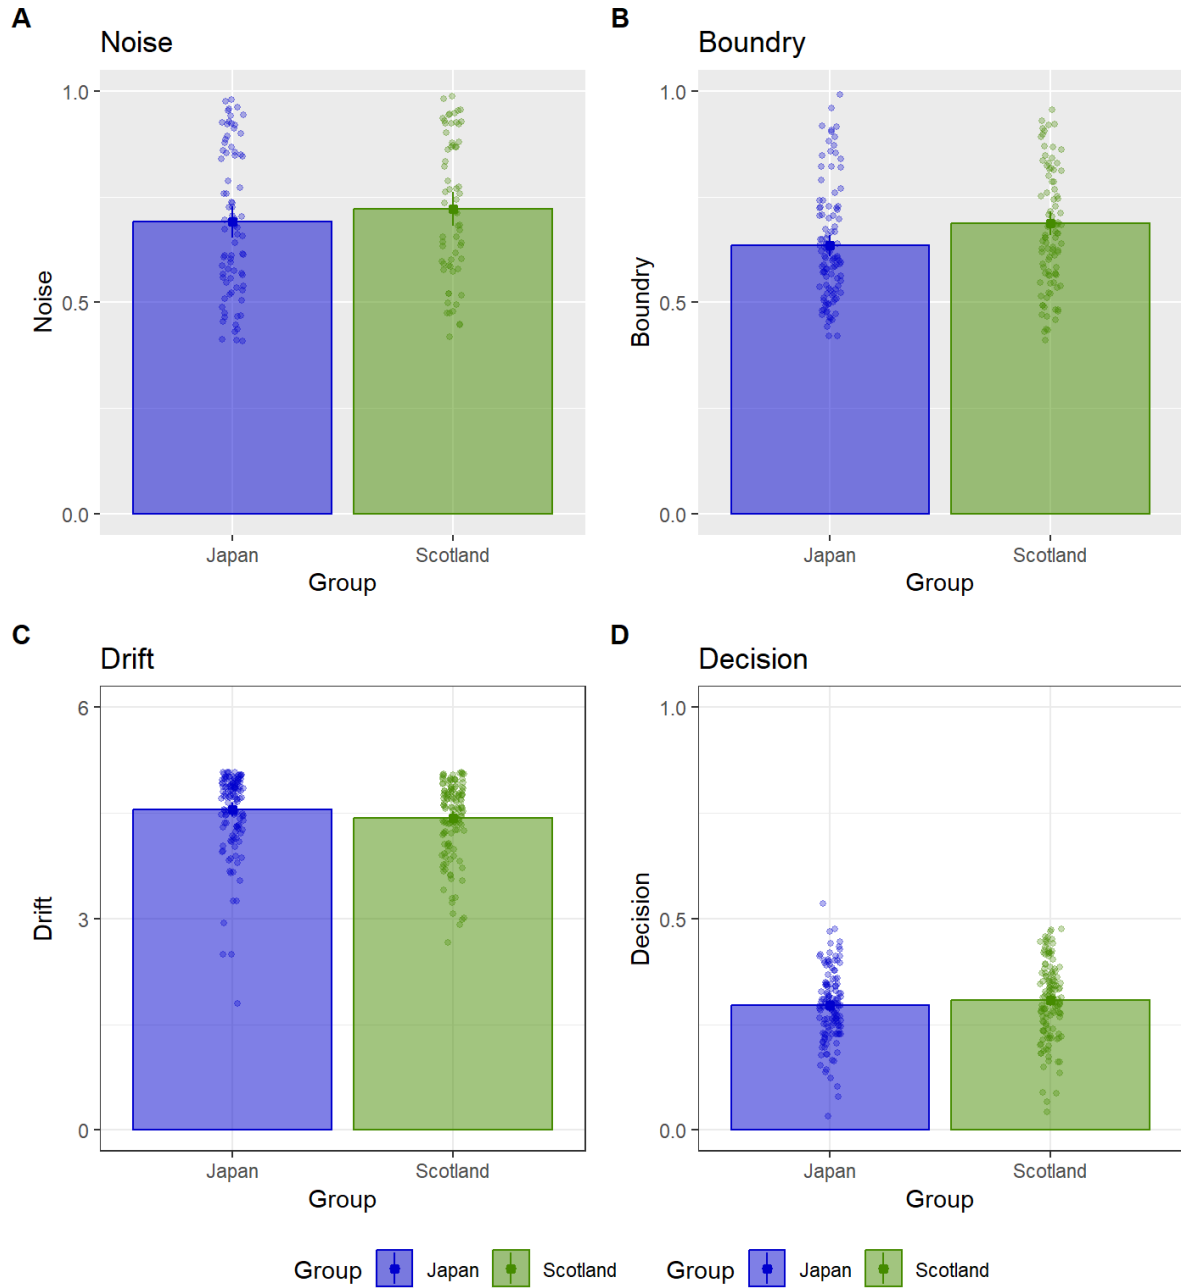 A
Noise
1.0
0.5
0.0
Noise
Japan Scotland
Group
B
Boundry
1.0
0.5
0.0
Boundry
Japan Scotland
Group
C
Drift
6
3
0
Drift
Japan Scotland
Group
D
Decision
1.0
0.5
0.0
Decision
Japan Scotland
Group
Group Japan Scotland
Group Japan Scotland